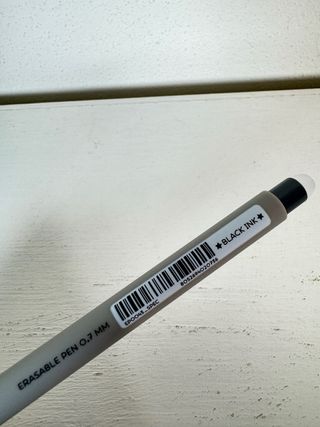 ERASABLE PEN 0.7 MM
★BLACK INK★